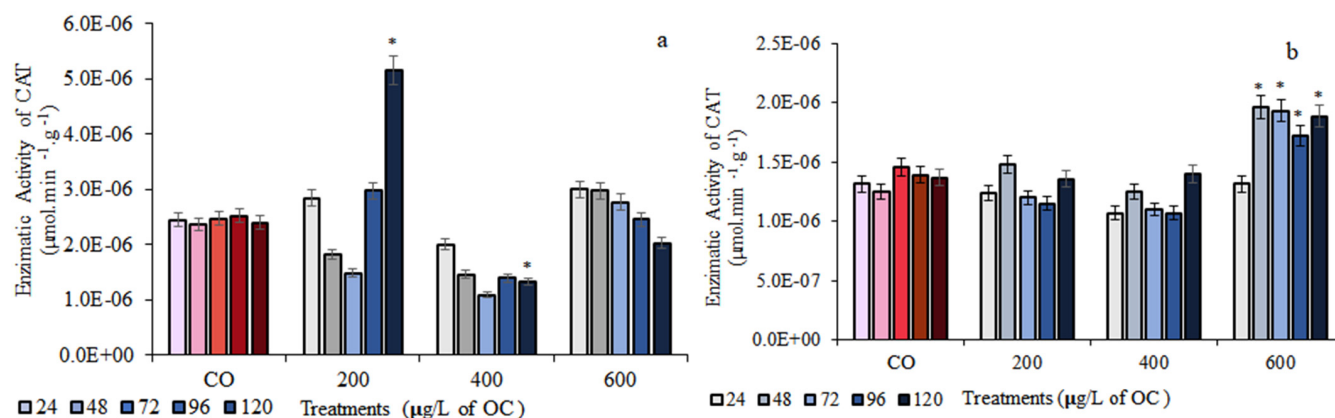 6.0E-06
5.0E-06
4.0E-06
3.0E-06
2.0E-06
1.0E-06
0.0E+00
Enzimatic Activity of CAT
(μmol.min -1.g-1)
*
*
a
CO 200 400 600
24 48 72 96 120 Treatments (μg/L of OC)
2.5E-06
2.0E-06
1.5E-06
1.0E-06
5.0E-07
0.0E+00
Enzimatic Activity of CAT
(μmol.min -1.g-1)
b
* * * *
CO 200 400 600
24 48 72 96 120 Treatments (μg/L of OC)